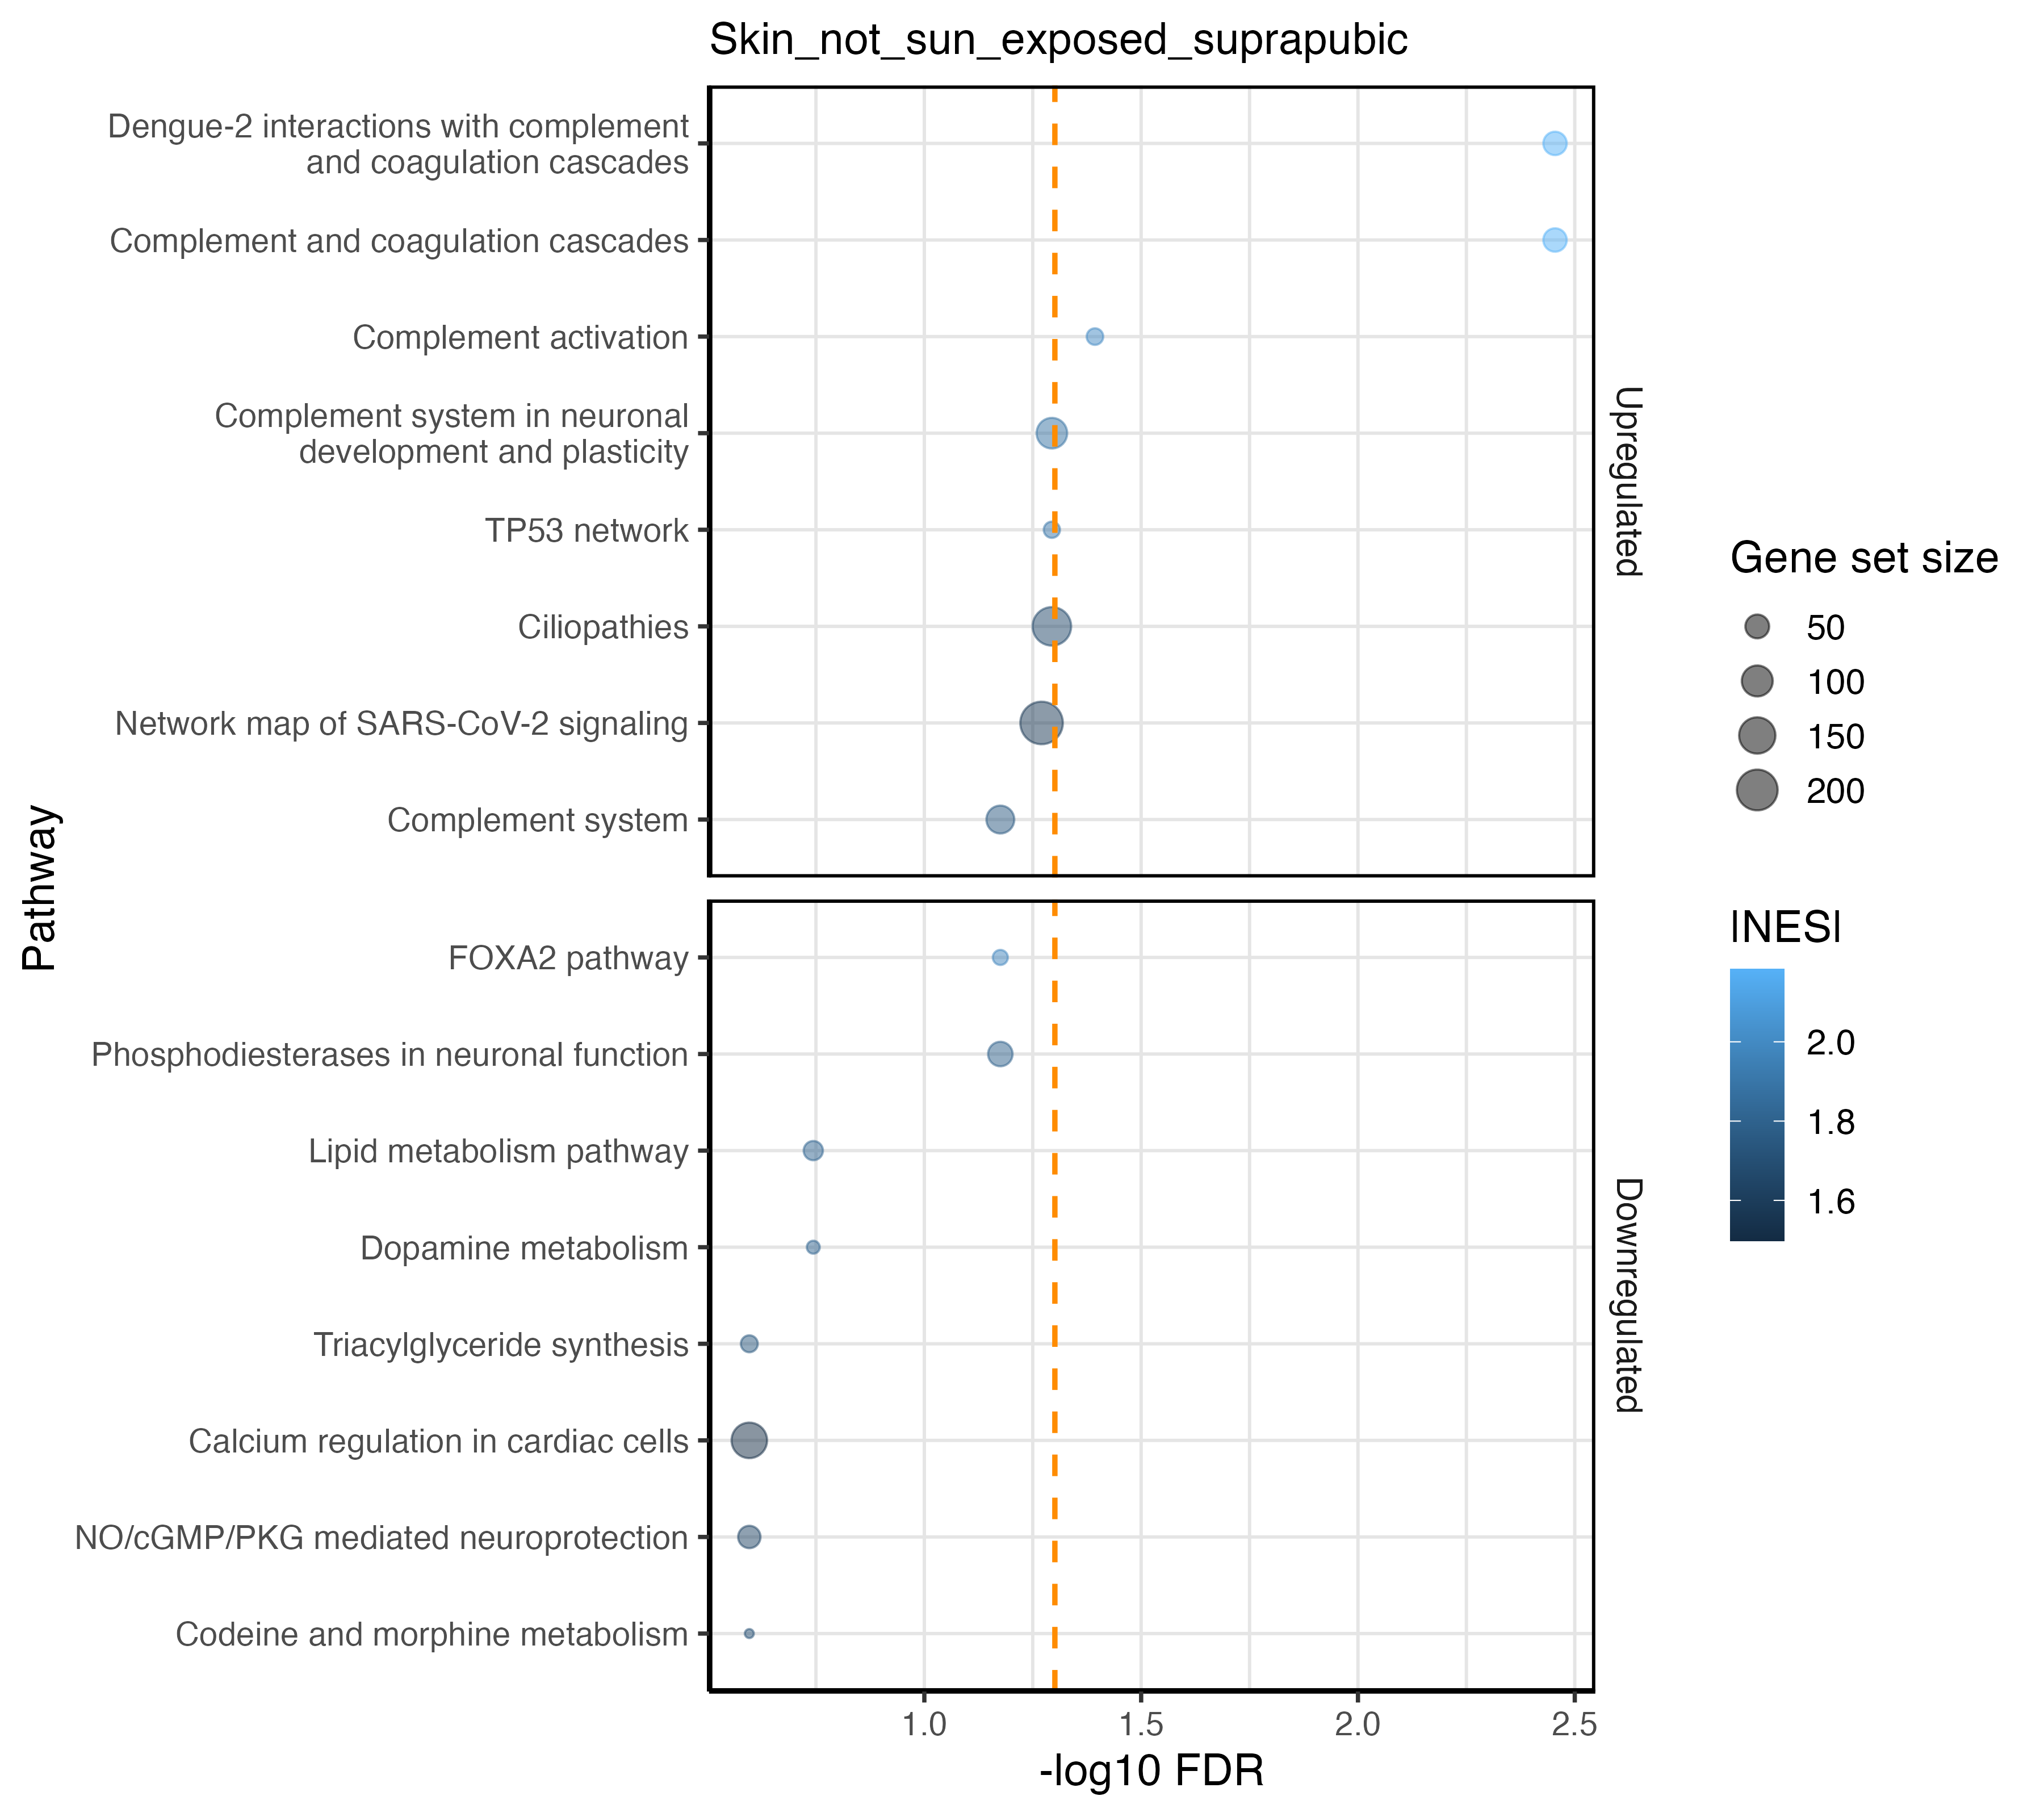 Skin_not_sun_exposed_suprapubic
Dengue-2 interactions with complement
and coagulation cascades
Complement and coagulation cascades
Complement activation
Complement system in neuronal
development and plasticity
TP53 network
Ciliopathies
Network map of SARS-CoV-2 signaling
Complement system
Upregulated
FOXA2 pathway
Phosphodiesterases in neuronal function
Lipid metabolism pathway
Dopamine metabolism
Triacylglyceride synthesis
Calcium regulation in cardiac cells
NO/cGMP/PKG mediated neuroprotection
Codeine and morphine metabolism
Downregulated
Pathway
1.0 1.5 2.0 2.5
-log10 FDR
Gene set size
50
100
150
200
|NES|
2.0
1.8
1.6